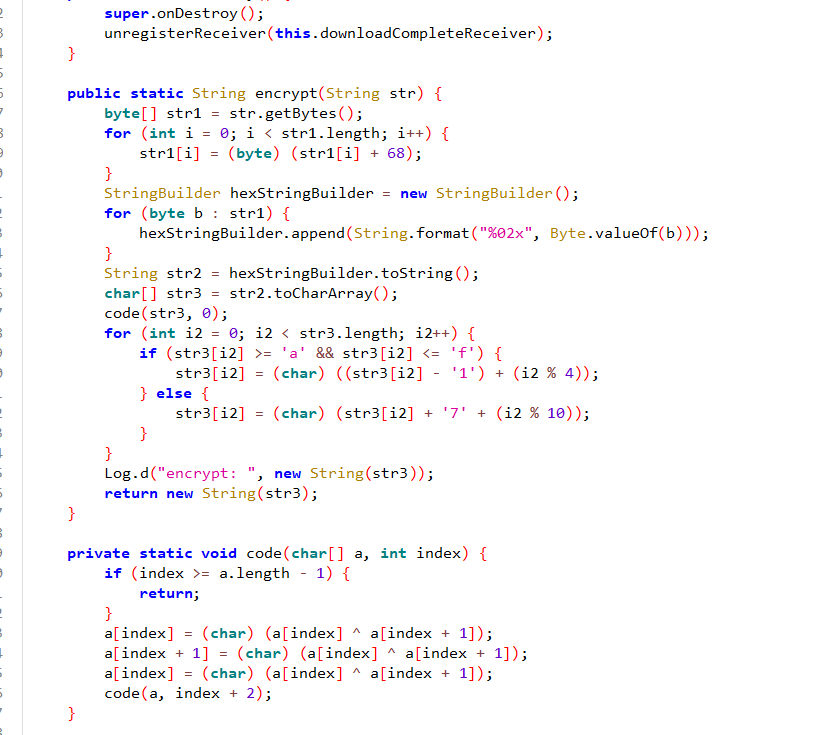 super.onDestroy();
unregisterReceiver(this.downloadCompleteReceiver);
}
public static String encrypt(String str) {
byte[] str1 = str.getBytes();
for (int i = 0; i < str1.length; i++) {
str1[i] = (byte) (str1[i] + 68);
}
StringBuilder hexStringBuilder = new StringBuilder();
for (byte b : str1) {
hexStringBuilder.append(String.format("%02x", Byte.valueOf(b)));
}
String str2 = hexStringBuilder.toString();
char[] str3 = str2.toCharArray();
code(str3, 0);
for (int i2 = 0; i2 < str3.length; i2++) {
if (str3[i2] >= 'a' && str3[i2] <= 'f') {
str3[i2] = (char) ((str3[i2] - '1') + (i2 % 4));
} else {
str3[i2] = (char) (str3[i2] + '7' + (i2 % 10));
}
}
Log.d("encrypt: ", new String(str3));
return new String(str3);
}
private static void code(char[] a, int index) {
if (index >= a.length - 1) {
return;
}
a[index] = (char) (a[index] ^ a[index + 1]);
a[index + 1] = (char) (a[index] ^ a[index + 1]);
a[index] = (char) (a[index] ^ a[index + 1]);
code(a, index + 2);
}